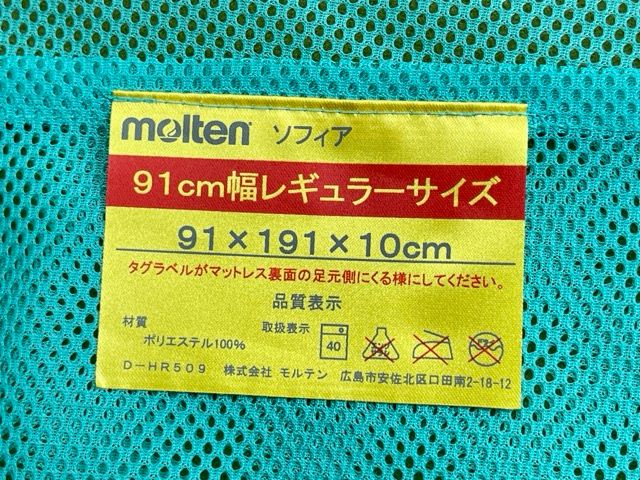 molten ソフィア
91cm幅レギュラーサイズ
91×191×10cm
タグラベルがマットレス裏面の足元側にくる様にしてください。
品質表示
材質 取扱表示
ポリエステル100%
40
D-HR509 株式会社 モルテン 広島市安佐北区口田南2-18-12